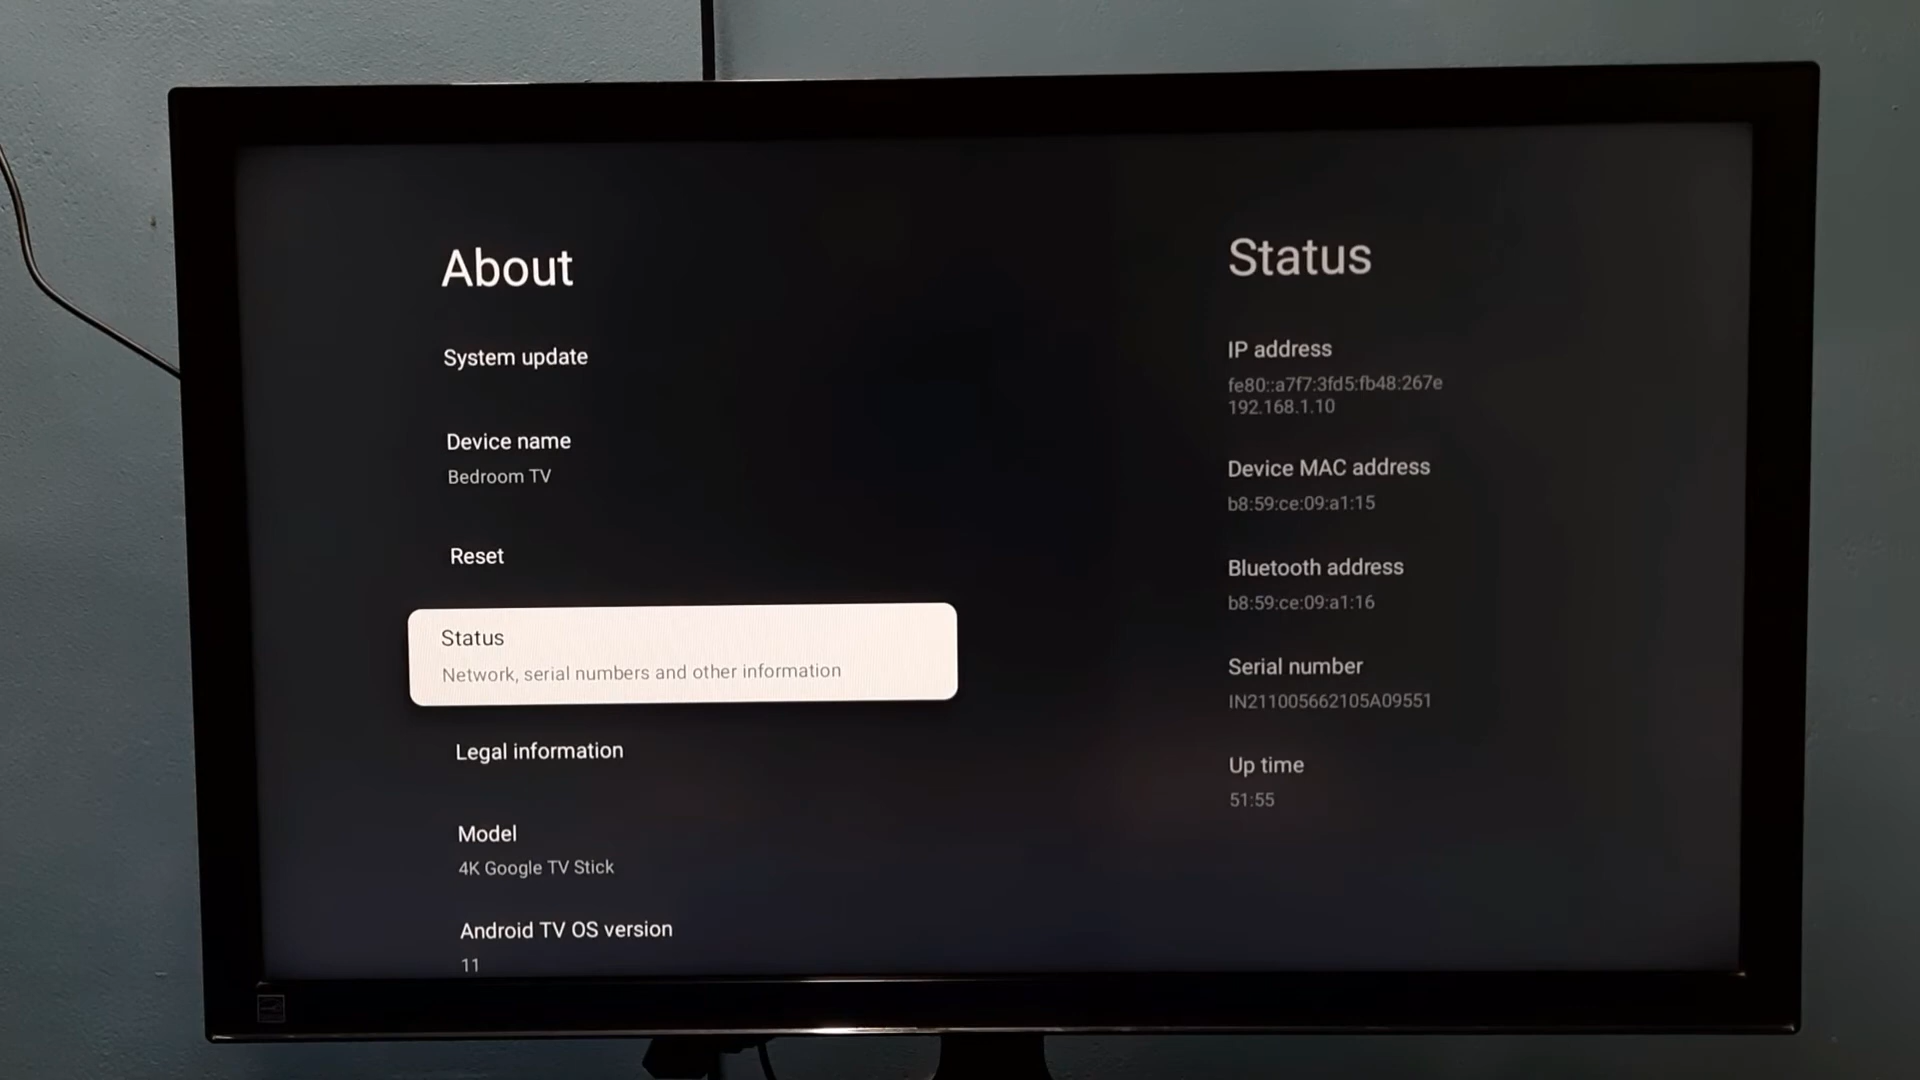 About
System update
Device name
Bedroom TV
Reset
Status
Network, serial numbers and other information
Legal information
Model
4K Google TV Stick
Android TV OS version
11
Status
IP address
fe80::a7f7:3fd5:fb48:267e
192.168.1.10
Device MAC address
b8:59:ce:09:a1:15
Bluetooth address
b8:59:ce:09:a1:16
Serial number
IN211005662105A09551
Up time
51:55